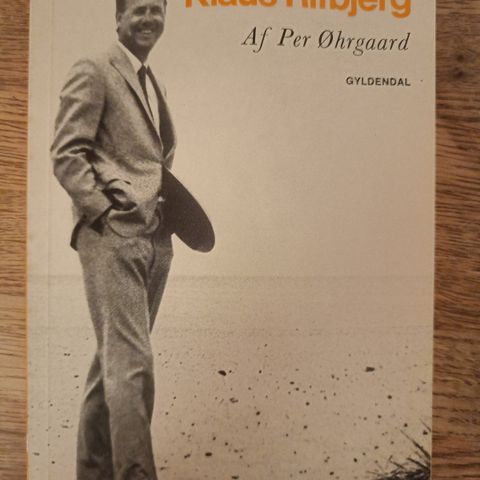 Klaus Rifbjerg
Af Per Øhrgaard
GYLDENDAL